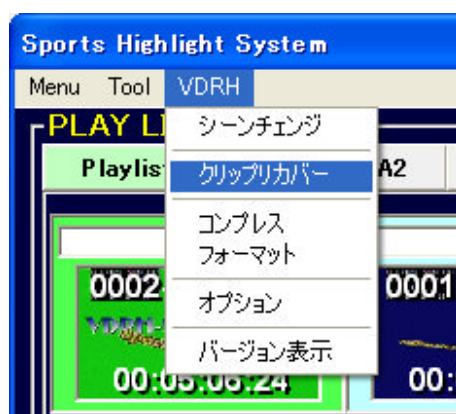 Sports Highlight System
Menu Tool VDRH
PLAY LI
シーンチェンジ
Playlis
クリップリカバー
A2
コンプレス
フォーマット
0002
0001
オプション
VDRH-
バージョン表示
00:05:06:24
00: